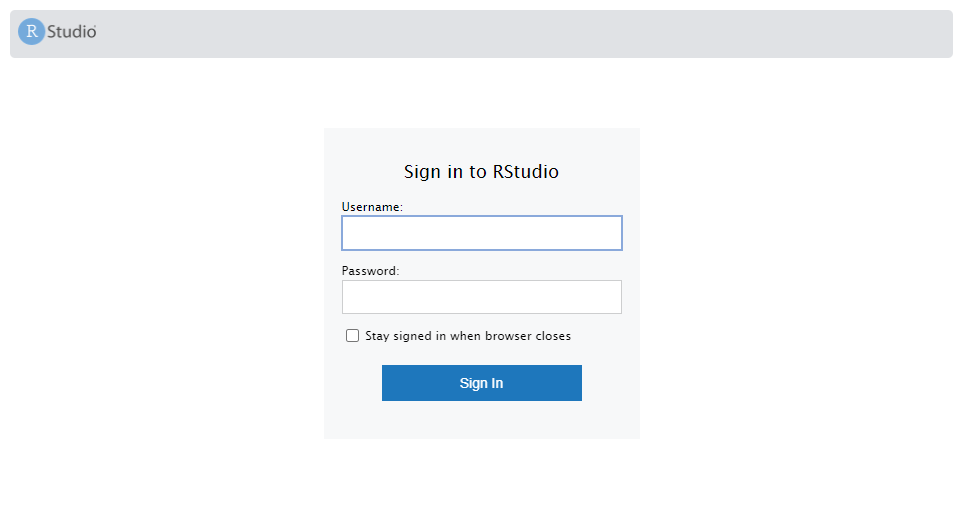 R Studio
Sign in to RStudio
Username:
Password:
Stay signed in when browser closes
Sign In